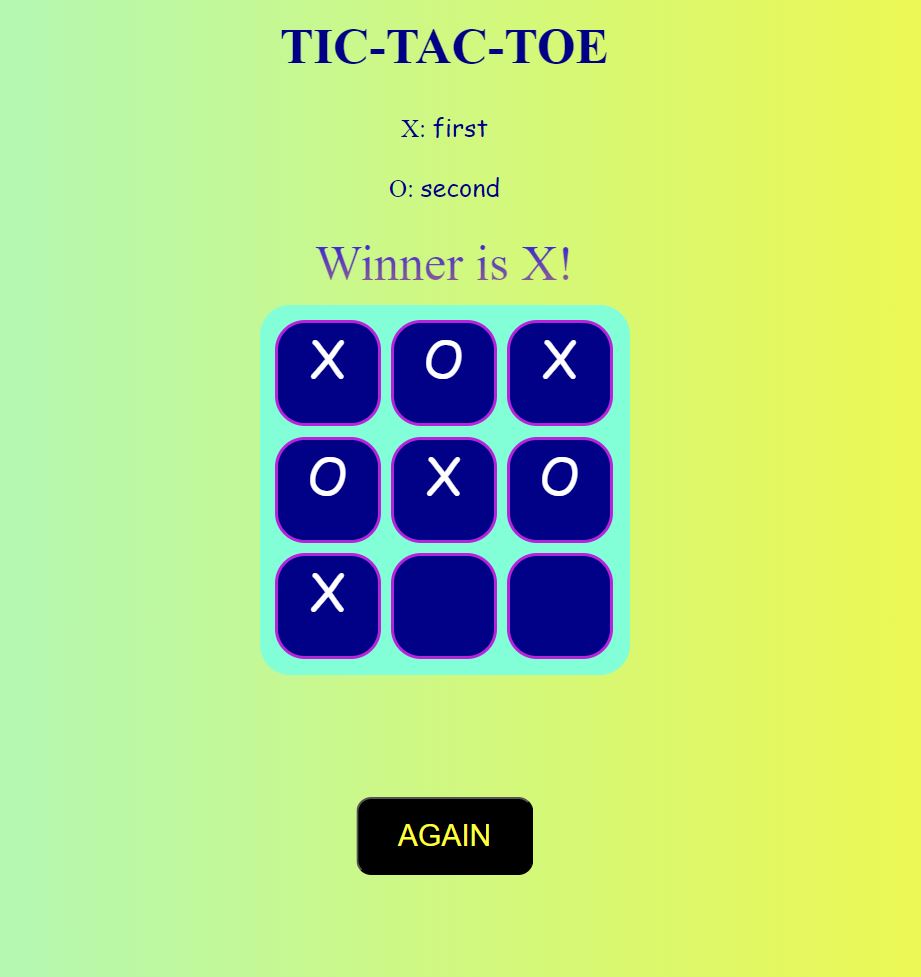 TIC-TAC-TOE
X: first
O: second
Winner is X!
X O X
O X O
X
AGAIN